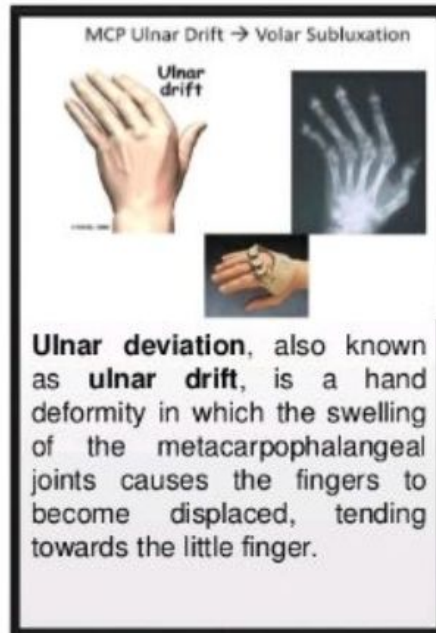 MCP Ulnar Drift → Volar Subluxation
Ulnar
drift
Ulnar deviation, also known
as ulnar drift, is a hand
deformity in which the swelling
of the metacarpophalangeal
joints causes the fingers to
become displaced, tending
towards the little finger.